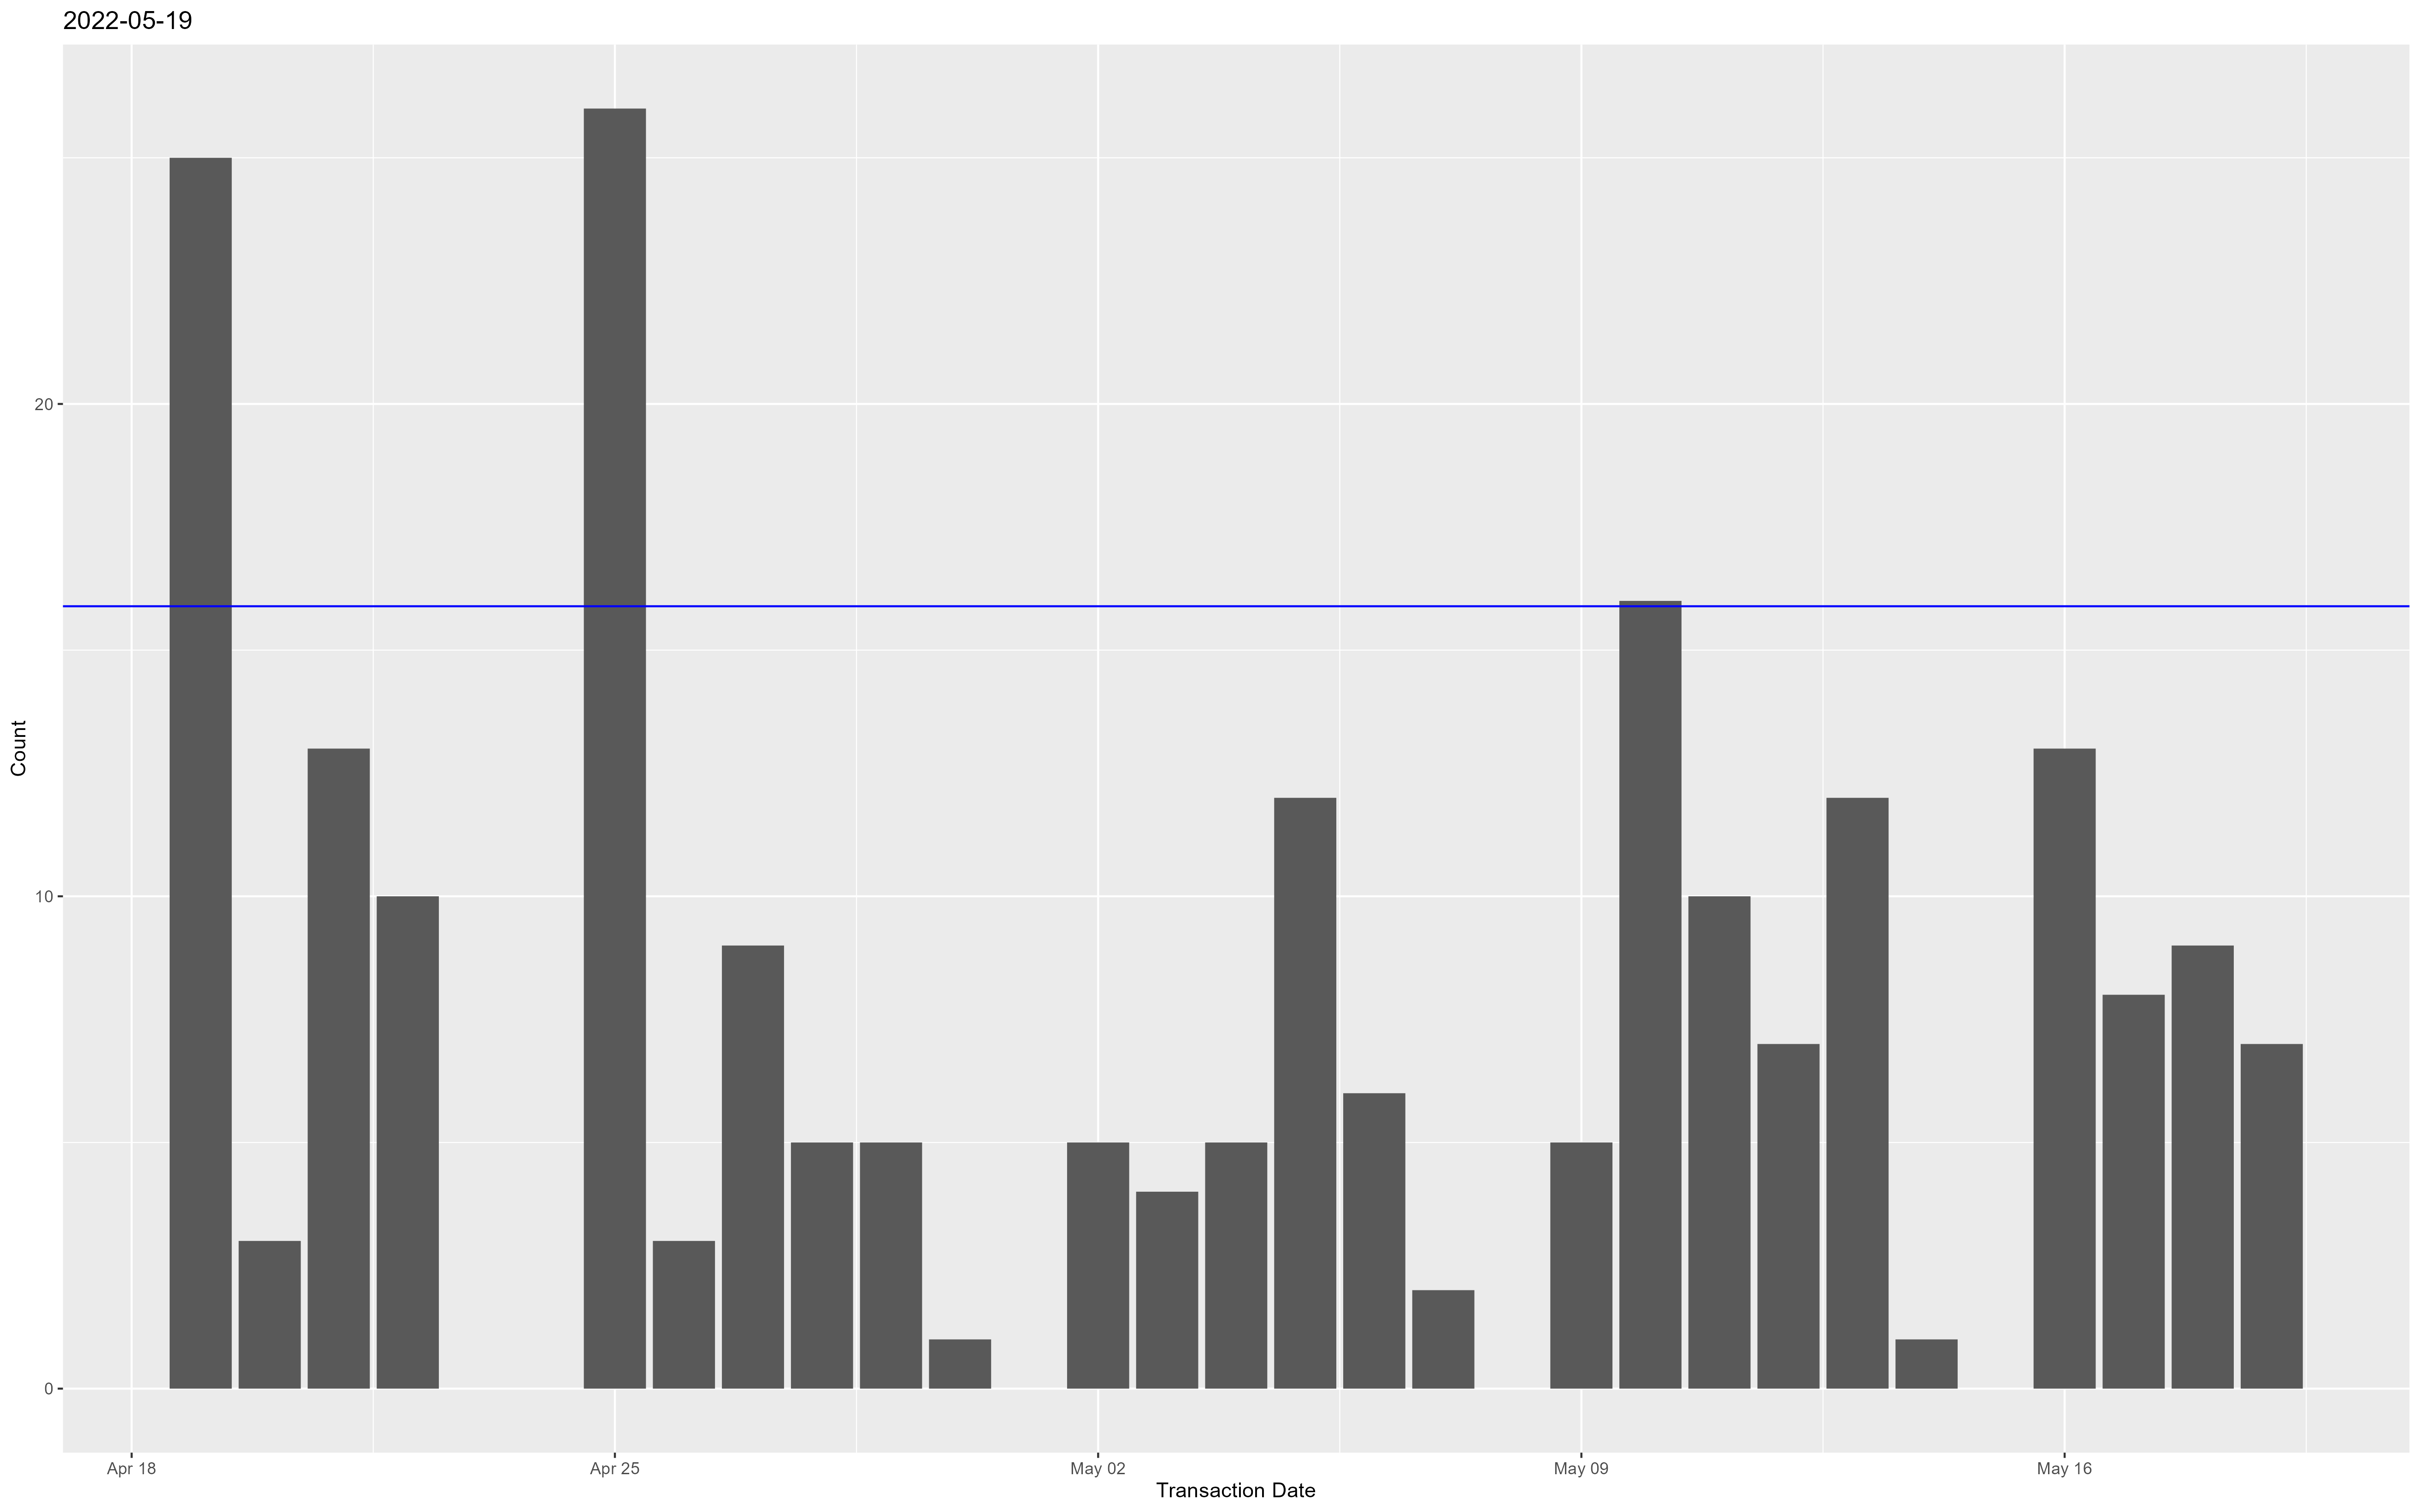 2022-05-19
Count
20
10
0
Apr 18
Apr 25
May 02
May 09
May 16
Transaction Date